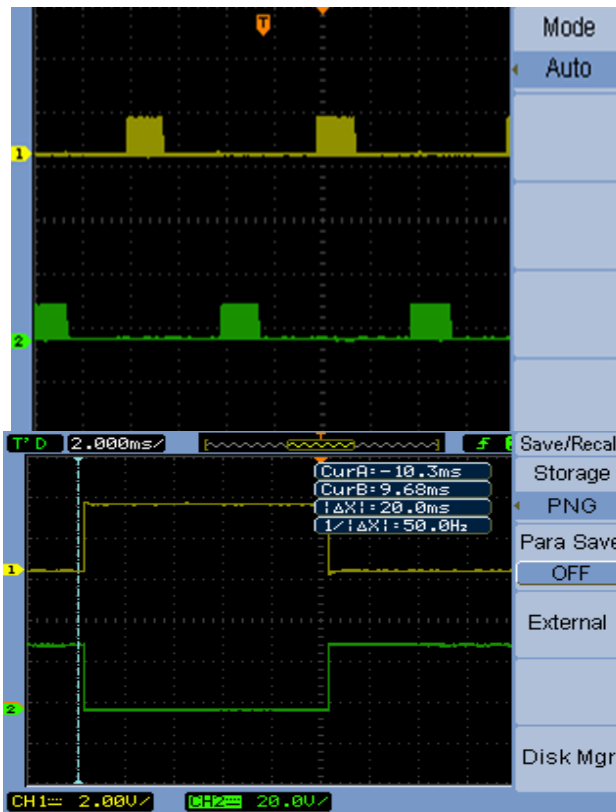 Mode
T
Auto
1
2
T'D 2.000ms/ T
Save/Recal
CurA:-10.3ms
CurB:9.68ms
|ΔX|:20.0ms
1/|ΔX|:50.0Hz
Storage
PNG
Para Save
OFF
1
External
2
Disk Mgr
CH1 2.00V/ CH2 20.0V/